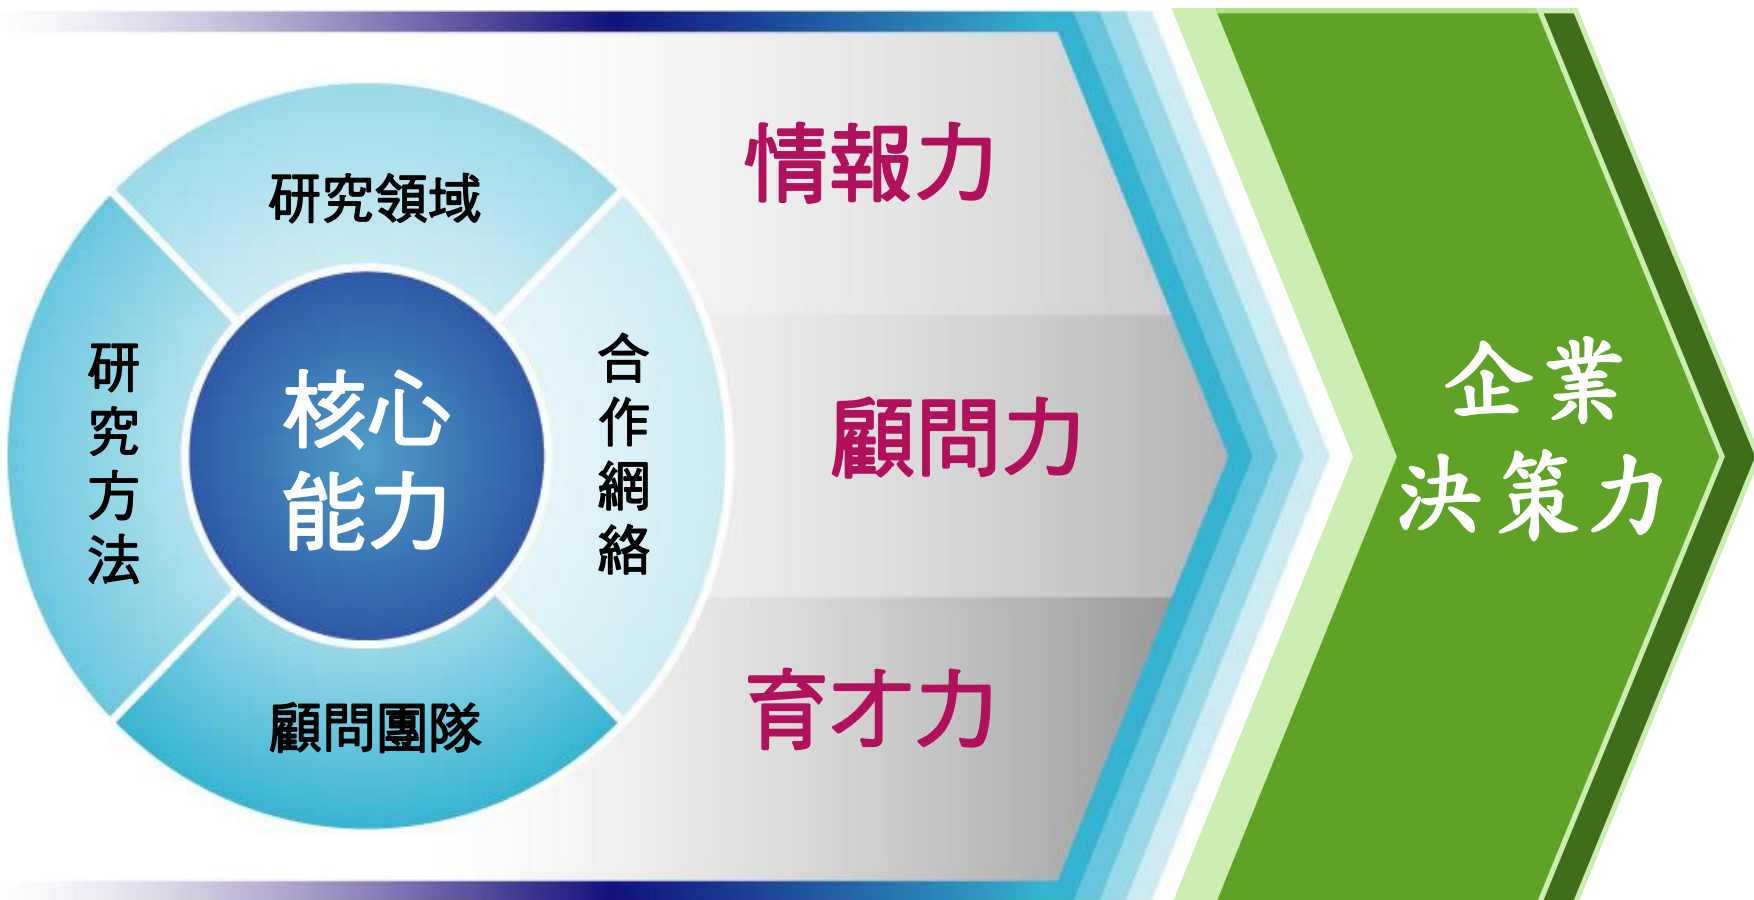 研究領域
研究方法
核心
能力
合作網絡
顧問團隊
情報力
顧問力
育才力
企業
決策力